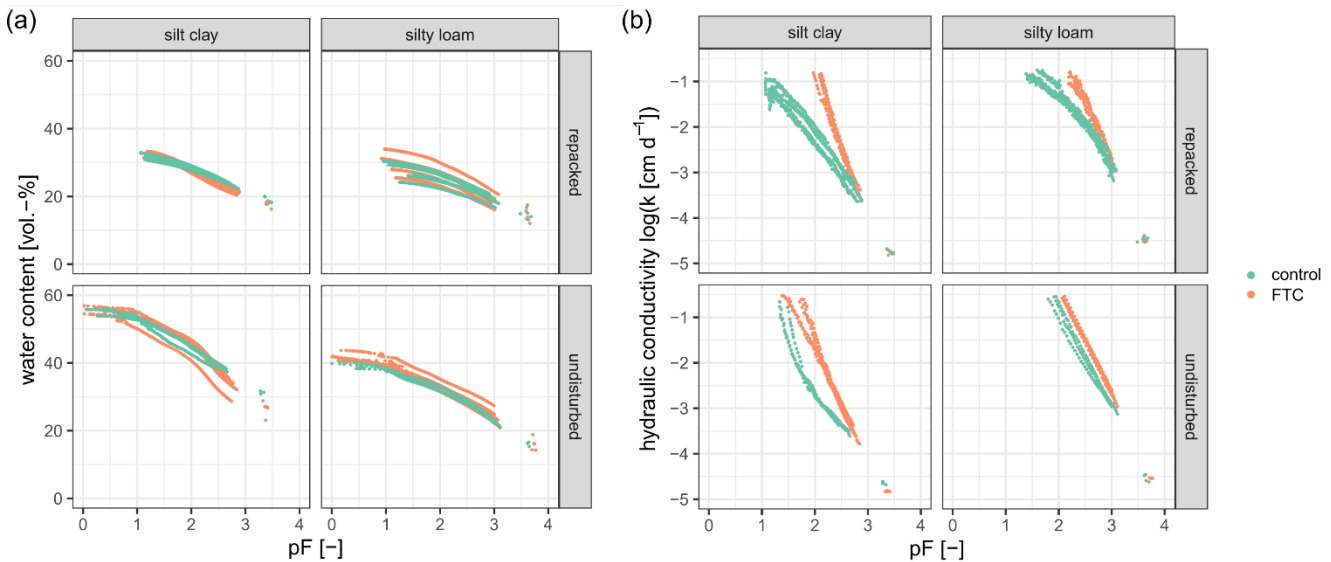 (a)
silt clay
silty loam
60
40
20
0
repacked
60
40
20
0
undisturbed
water content [vol.−%]
0 1 2 3 4
0 1 2 3 4
pF [−]
(b)
silt clay
silty loam
−1
−2
−3
−4
−5
repacked
−1
−2
−3
−4
−5
undisturbed
hydraulic conductivity log(k [cm d⁻¹])
0 1 2 3 4
0 1 2 3 4
pF [−]
control
FTC